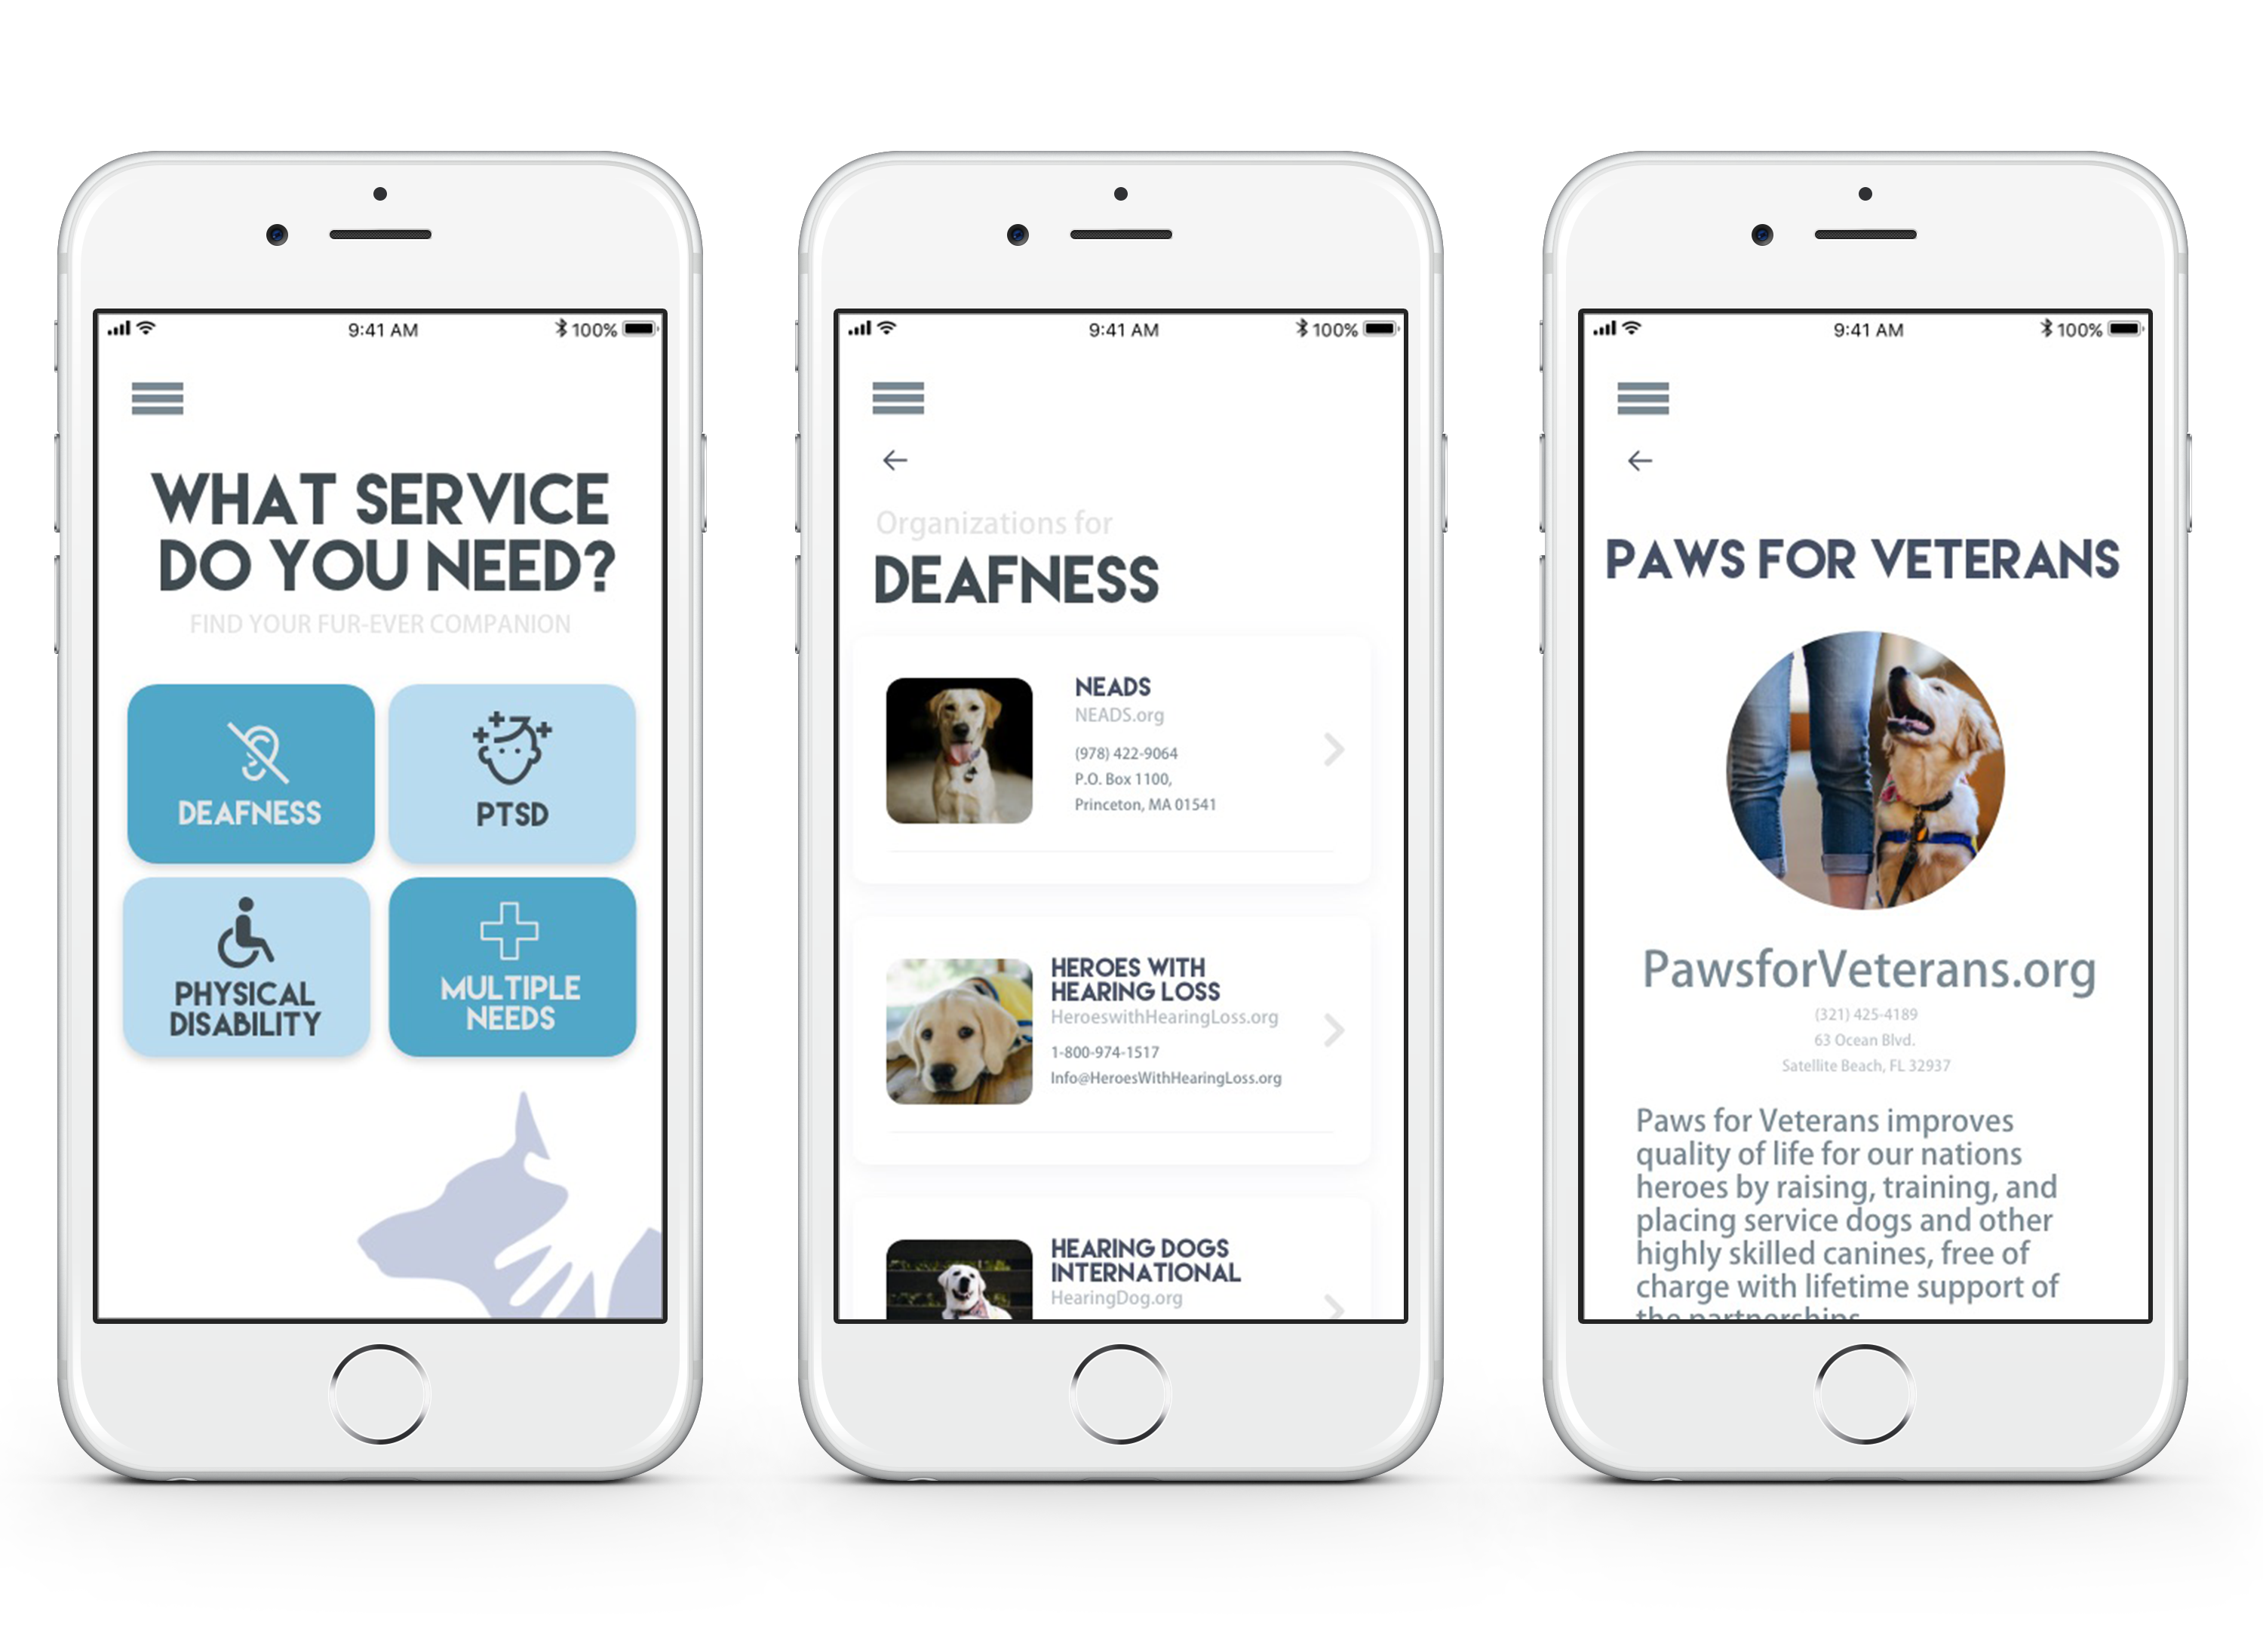 9:41 AM
100%
WHAT SERVICE
DO YOU NEED?
FIND YOUR FUR-EVER COMPANION
DEAFNESS
PTSD
PHYSICAL
DISABILITY
MULTIPLE
NEEDS
9:41 AM
100%
Organizations for
DEAFNESS
NEADS
NEADS.org
(978) 422-9064
P.O. Box 1100,
Princeton, MA 01541
HEROES WITH
HEARING LOSS
HeroeswithHearingLoss.org
1-800-974-1517
Info@HeroesWithHearingLoss.org
HEARING DOGS
INTERNATIONAL
HearingDog.org
9:41 AM
100%
PAWS FOR VETERANS
PawsforVeterans.org
(321) 425-4189
63 Ocean Blvd.
Satellite Beach, FL 32937
Paws for Veterans improves
quality of life for our nations
heroes by raising, training, and
placing service dogs and other
highly skilled canines, free of
charge with lifetime support of
the partnerships